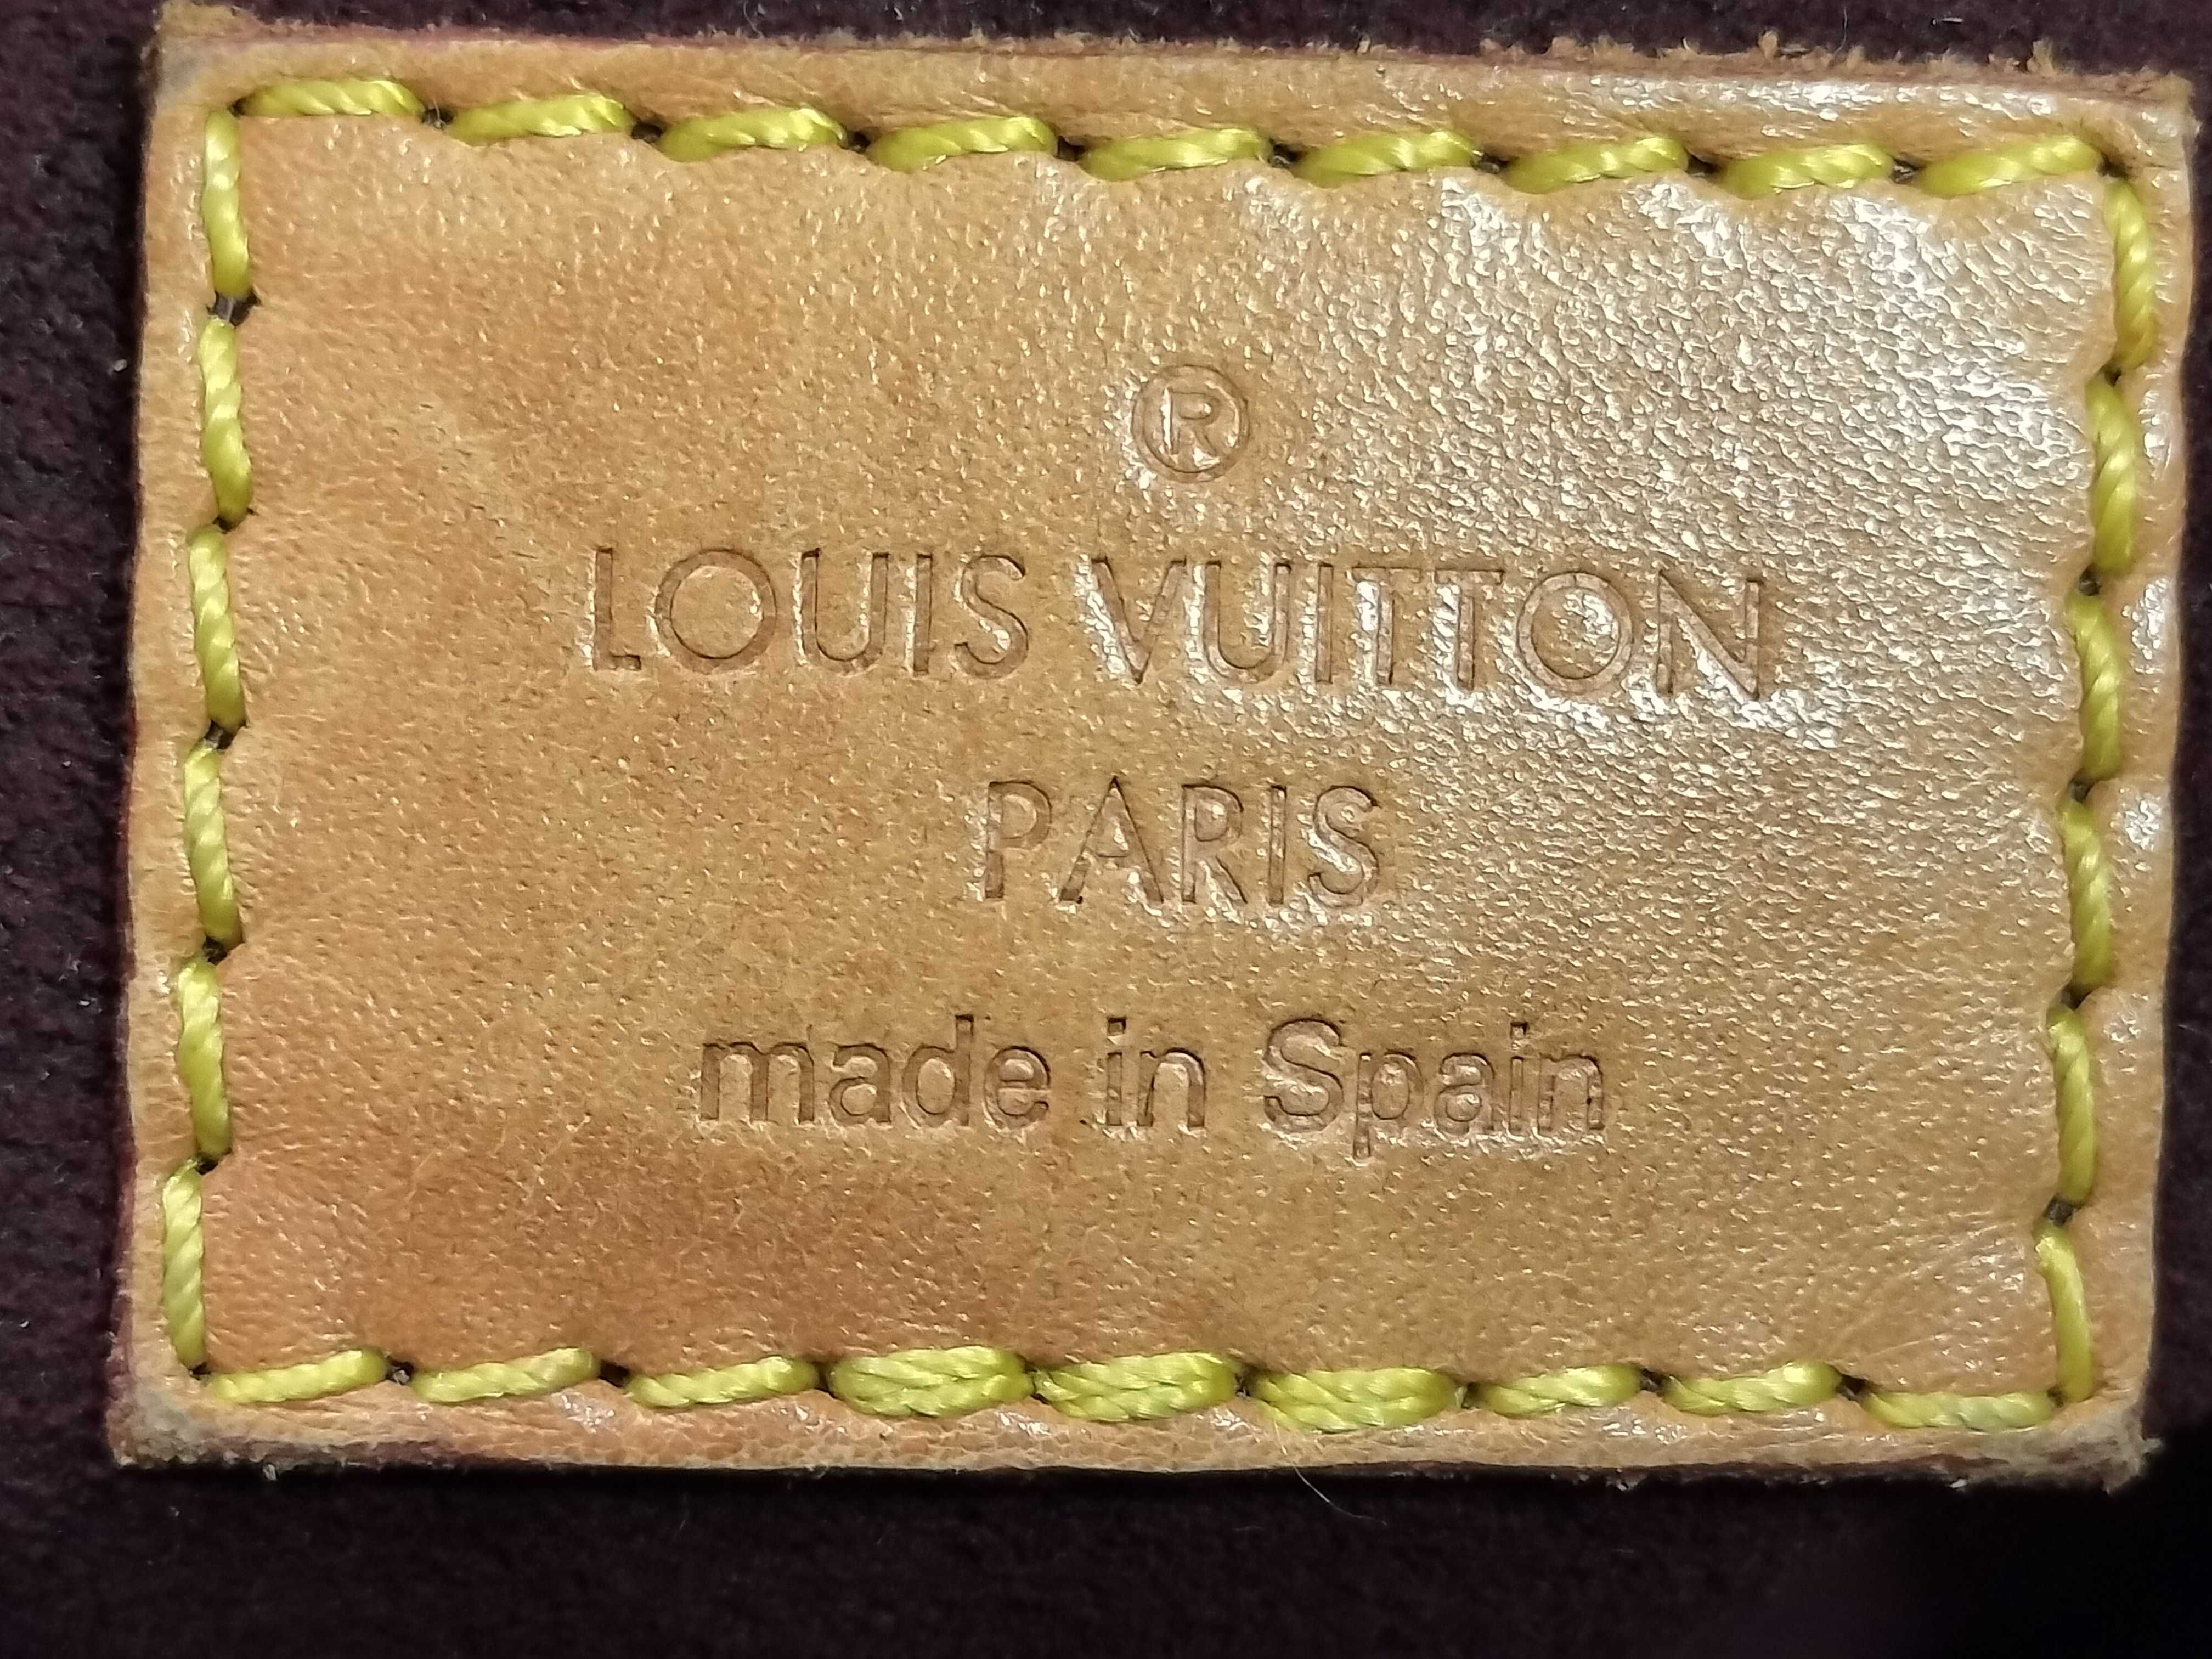 ®
LOUIS VUITTON
PARIS
made in Spain